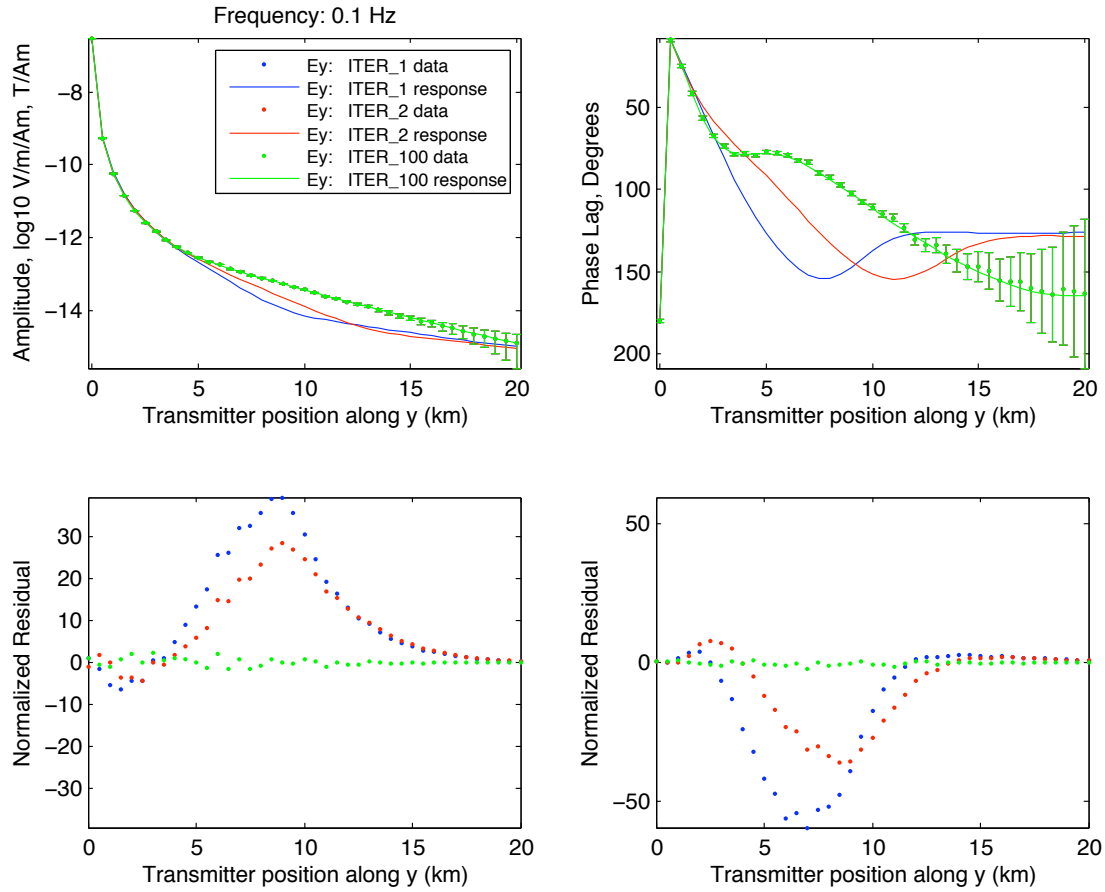 Frequency: 0.1 Hz
Amplitude, log10 V/m/Am, T/Am
−8
−10
−12
−14
0 5 10 15 20
Transmitter position along y (km)
Ey: ITER_1 data
Ey: ITER_1 response
Ey: ITER_2 data
Ey: ITER_2 response
Ey: ITER_100 data
Ey: ITER_100 response
Phase Lag, Degrees
50
100
150
200
0 5 10 15 20
Transmitter position along y (km)
Normalized Residual
30
20
10
0
−10
−20
−30
0 5 10 15 20
Transmitter position along y (km)
Normalized Residual
50
0
−50
0 5 10 15 20
Transmitter position along y (km)